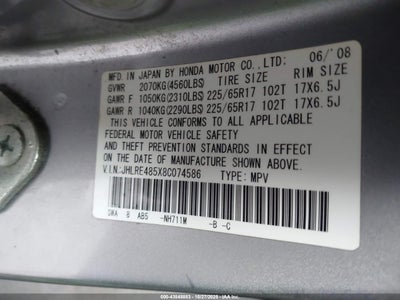 MFD. IN JAPAN BY HONDA MOTOR CO.,LTD: 06/'08
GVWR 2070KG(4560LBS) TIRE SIZE RIM SIZE
GAWR F 1050KG(2310LBS) 225/65R17 102T 17X6.5J
GAWR R 1040KG(2290LBS) 225/65R17 102T 17X6.5J
THIS VEHICLE CONFORMS TO ALL APPLICABLE
FEDERAL MOTOR VEHICLE
SAFETY AND THEFT PREVENTION STANDARDS IN
EFFECT ON THE DATE OF MANUFACTURE
SHOWN ABOVE.
V.I.N:JHLRE485X8C074586 TYPE: MPV
SWA B AB5 -NH711M -B -C